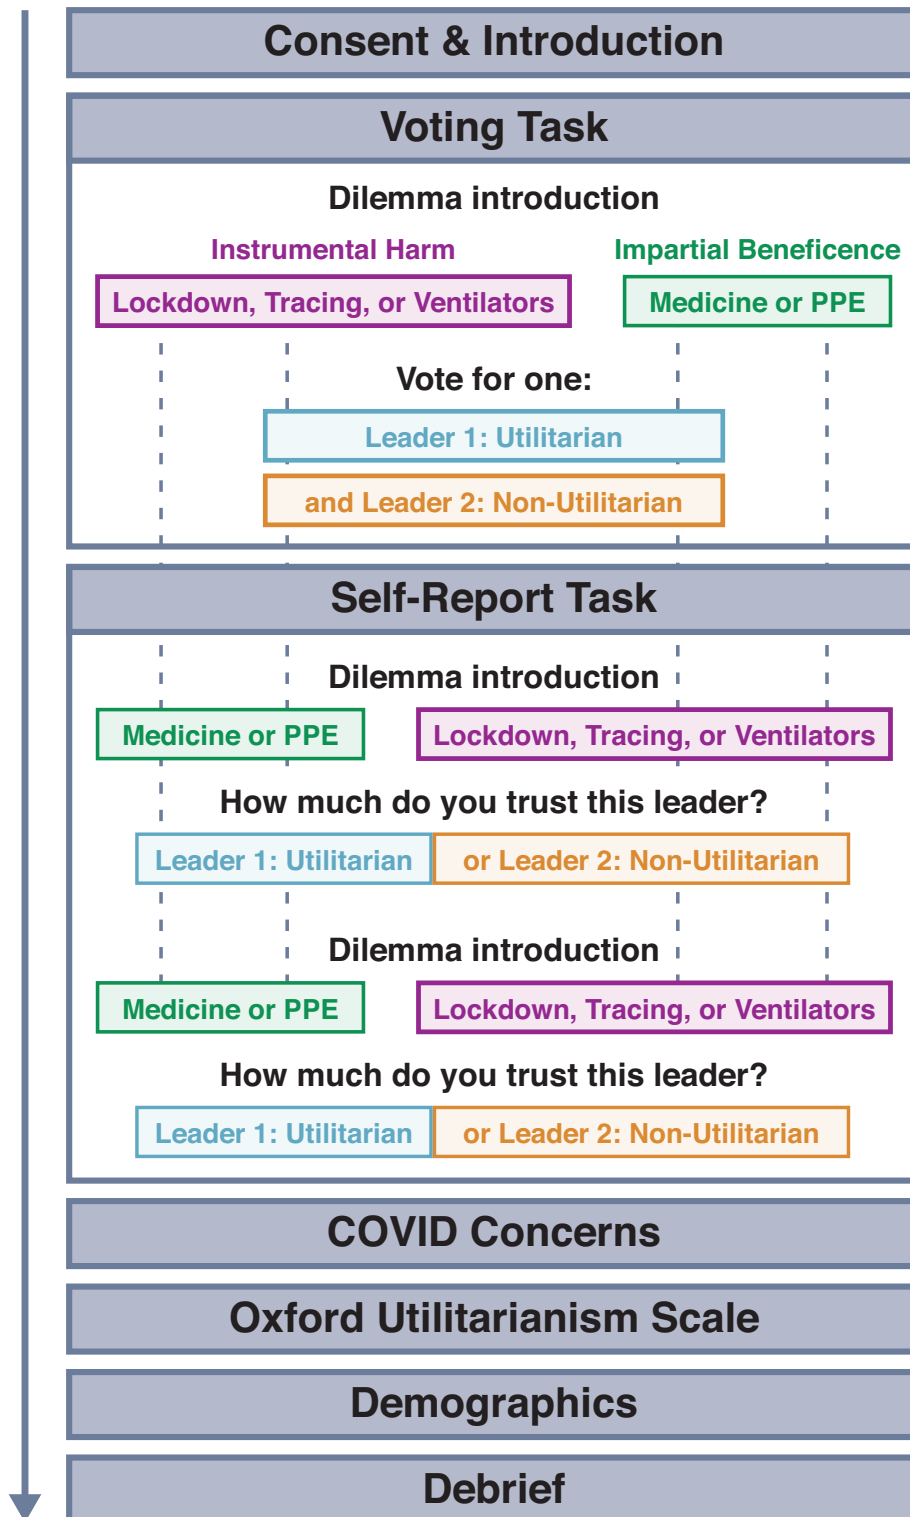 Consent & Introduction
Voting Task
Dilemma introduction
Instrumental Harm
Impartial Beneficence
Lockdown, Tracing, or Ventilators
Medicine or PPE
Vote for one:
Leader 1: Utilitarian
and Leader 2: Non-Utilitarian
Self-Report Task
Dilemma introduction
Medicine or PPE
Lockdown, Tracing, or Ventilators
How much do you trust this leader?
Leader 1: Utilitarian
or Leader 2: Non-Utilitarian
Dilemma introduction
Medicine or PPE
Lockdown, Tracing, or Ventilators
How much do you trust this leader?
Leader 1: Utilitarian
or Leader 2: Non-Utilitarian
COVID Concerns
Oxford Utilitarianism Scale
Demographics
Debrief